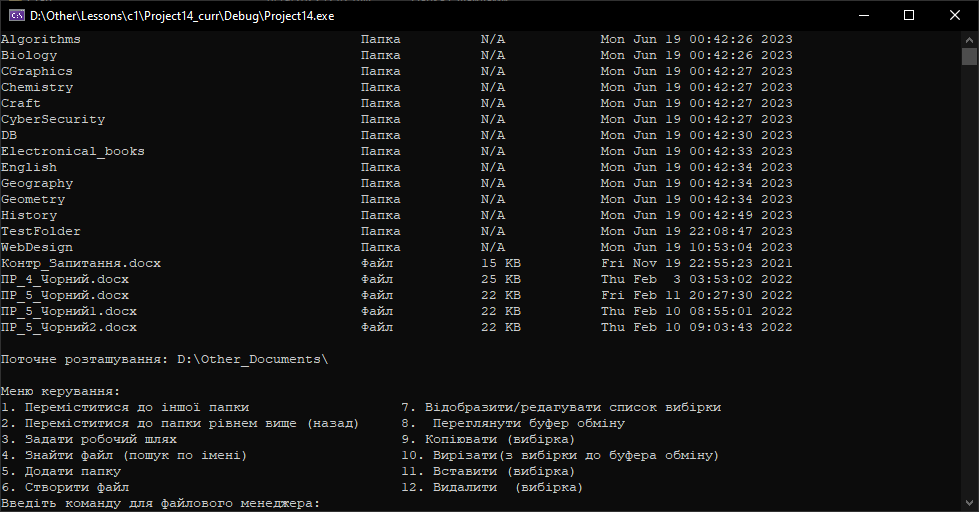 D:\Other\Lessons\c1\Project14_curr\Debug\Project14.exe
Algorithms Папка N/A Mon Jun 19 00:42:26 2023
Biology Папка N/A Mon Jun 19 00:42:26 2023
CGraphics Папка N/A Mon Jun 19 00:42:27 2023
Chemistry Папка N/A Mon Jun 19 00:42:27 2023
Craft Папка N/A Mon Jun 19 00:42:27 2023
CyberSecurity Папка N/A Mon Jun 19 00:42:27 2023
DB Папка N/A Mon Jun 19 00:42:30 2023
Electronical_books Папка N/A Mon Jun 19 00:42:33 2023
English Папка N/A Mon Jun 19 00:42:34 2023
Geography Папка N/A Mon Jun 19 00:42:34 2023
Geometry Папка N/A Mon Jun 19 00:42:34 2023
History Папка N/A Mon Jun 19 00:42:49 2023
TestFolder Папка N/A Mon Jun 19 22:08:47 2023
WebDesign Папка N/A Mon Jun 19 10:53:04 2023
Контр_Запитання.docx Файл 15 KB Fri Nov 19 22:55:23 2021
ПР_4_Чорний.docx Файл 25 KB Thu Feb 3 03:53:02 2022
ПР_5_Чорний.docx Файл 22 KB Fri Feb 11 20:27:30 2022
ПР_5_Чорний1.docx Файл 22 KB Thu Feb 10 08:55:01 2022
ПР_5_Чорний2.docx Файл 22 KB Thu Feb 10 09:03:43 2022
Поточне розташування: D:\Other_Documents\
Меню керування:
1. Переміститися до іншої папки 7. Відобразити/редагувати список вибірки
2. Переміститися до папки рівнем вище (назад) 8. Переглянути буфер обміну
3. Задати робочий шлях 9. Копіювати (вибірка)
4. Знайти файл (пошук по імені) 10. Вирізати(з вибірки до буфера обміну)
5. Додати папку 11. Вставити (вибірка)
6. Створити файл 12. Видалити (вибірка)
Введіть команду для файлового менеджера: